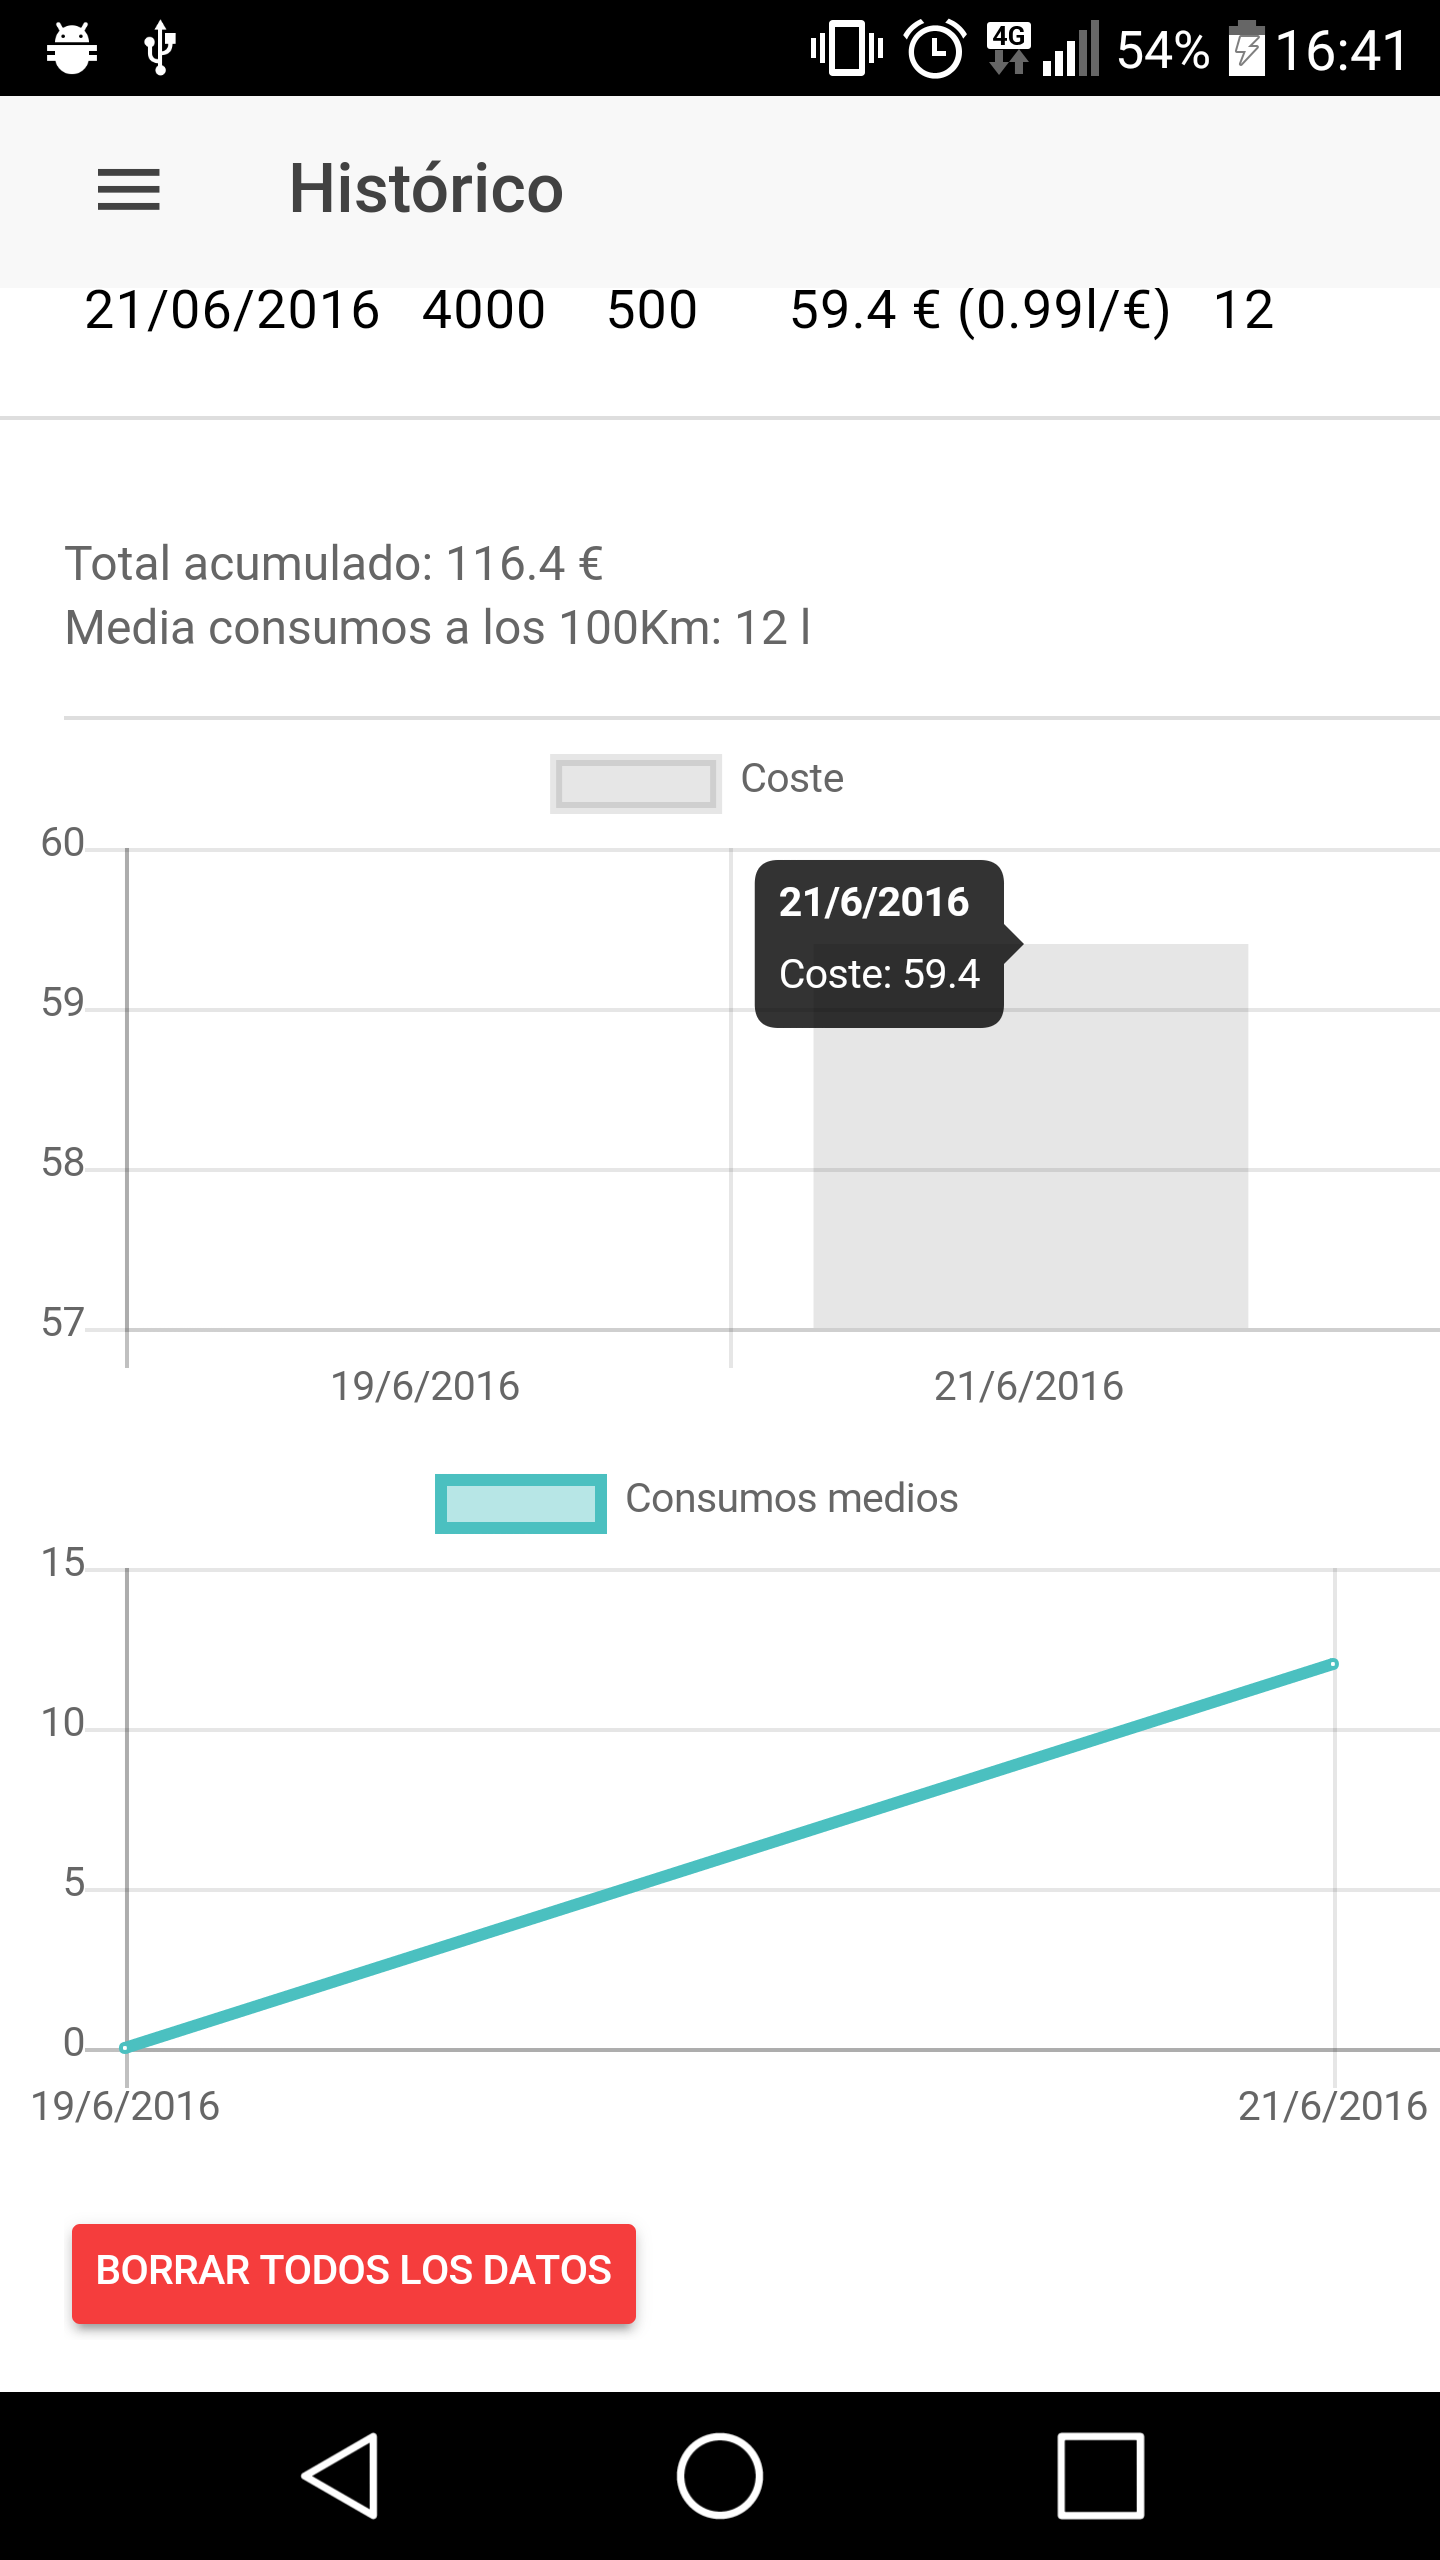 4G 54% 16:41
Histórico
21/06/2016 4000 500 59.4 € (0.99l/€) 12
Total acumulado: 116.4 €
Media consumos a los 100Km: 12 l
Coste
60
21/6/2016
Coste: 59.4
59
58
57
19/6/2016 21/6/2016
Consumos medios
15
10
5
0
19/6/2016 21/6/2016
BORRAR TODOS LOS DATOS